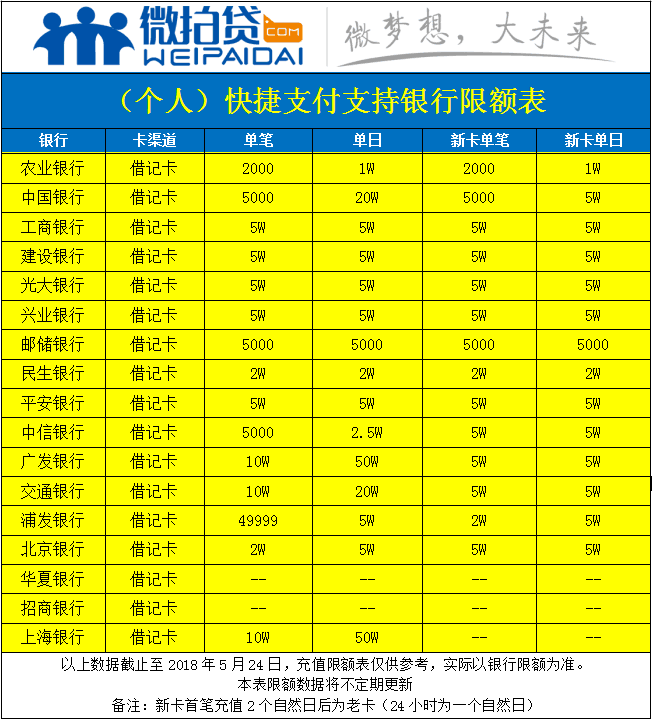 微拍贷.COM
WEIPAIDAI
微梦想，大未来
（个人）快捷支付支持银行限额表
银行 卡渠道 单笔 单日 新卡单笔 新卡单日
农业银行 借记卡 2000 1W 2000 1W
中国银行 借记卡 5000 20W 5000 5W
工商银行 借记卡 5W 5W 5W 5W
建设银行 借记卡 5W 5W 5W 5W
光大银行 借记卡 5W 5W 5W 5W
兴业银行 借记卡 5W 5W 5W 5W
邮储银行 借记卡 5000 5000 5000 5000
民生银行 借记卡 2W 2W 2W 2W
平安银行 借记卡 5W 5W 5W 5W
中信银行 借记卡 5000 2.5W 5W 5W
广发银行 借记卡 10W 50W 5W 5W
交通银行 借记卡 10W 20W 5W 5W
浦发银行 借记卡 49999 5W 2W 5W
北京银行 借记卡 2W 5W 5W 5W
华夏银行 借记卡 -- -- -- --
招商银行 借记卡 -- -- -- --
上海银行 借记卡 10W 50W -- --
以上数据截止至2018年5月24日，充值限额表仅供参考，实际以银行限额为准。
本表限额数据将不定期更新
备注：新卡首笔充值2个自然日后为老卡（24小时为一个自然日）